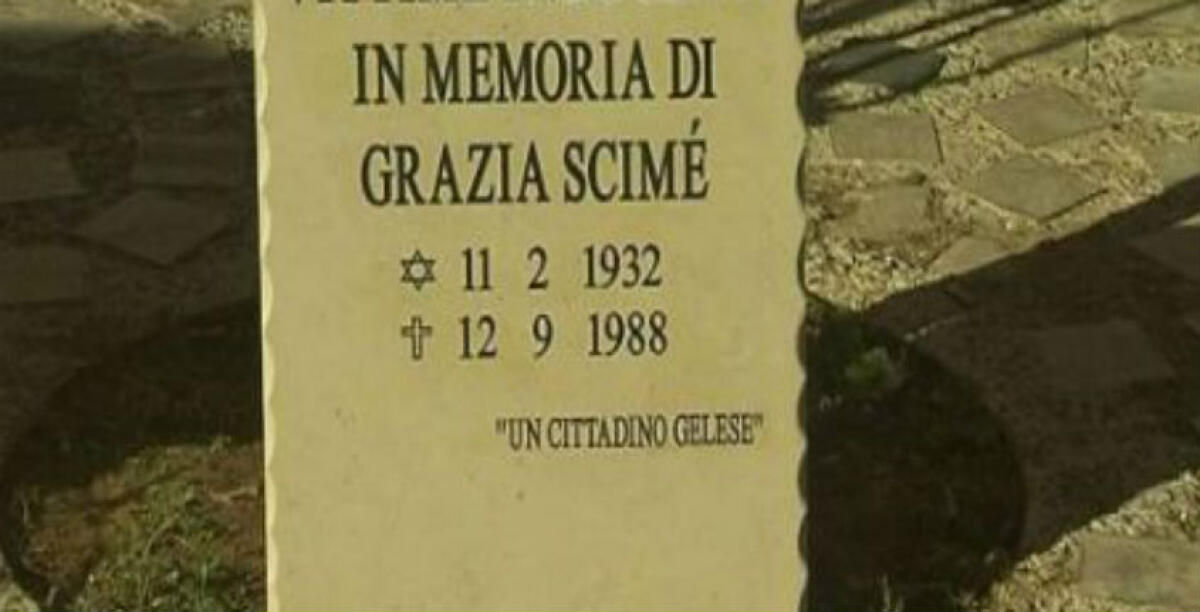 IN MEMORIA DI
GRAZIA SCIMÉ
✡ 11 2 1932
✝ 12 9 1988
"UN CITTADINO GELESE"